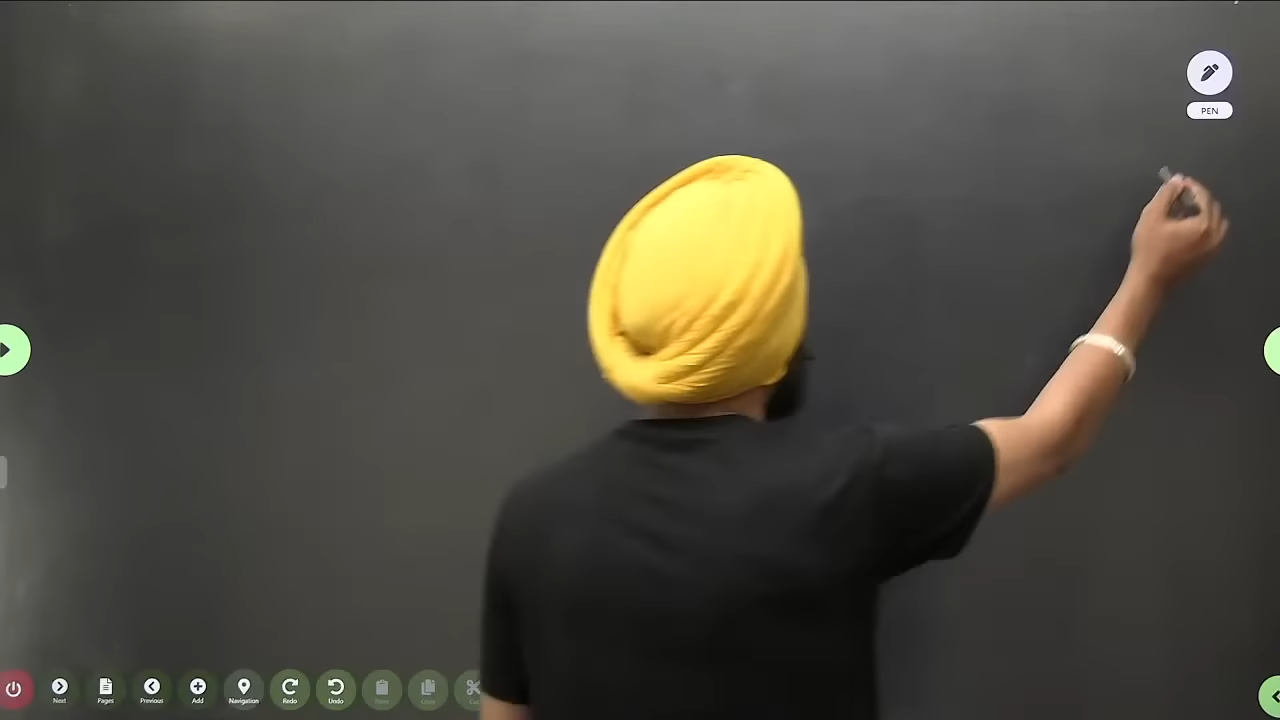 PEN
Next
Pages
Previous
Add
Navigation
Redo
Undo